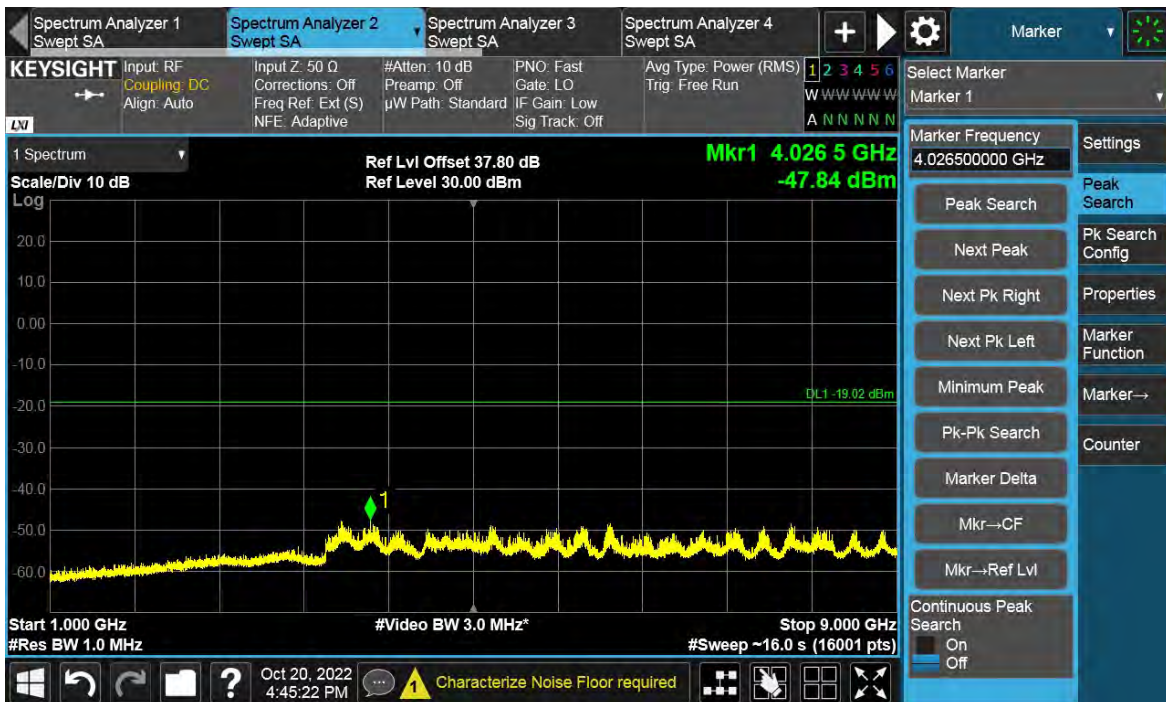 Spectrum Analyzer 1
Swept SA
Spectrum Analyzer 2
Swept SA
Spectrum Analyzer 3
Swept SA
Spectrum Analyzer 4
Swept SA
+
Marker
KEYSIGHT
LXI
Input: RF
Coupling: DC
Align: Auto
Input Z: 50 Ω
Corrections: Off
Freq Ref: Ext (S)
NFE: Adaptive
#Atten: 10 dB
Preamp: Off
µW Path: Standard
PNO: Fast
Gate: LO
IF Gain: Low
Sig Track: Off
Avg Type: Power (RMS)
Trig: Free Run
1 2 3 4 5 6
W W W W W W
A N N N N N
Select Marker
Marker 1
1 Spectrum
Scale/Div 10 dB
Log
Ref Lvl Offset 37.80 dB
Ref Level 30.00 dBm
Mkr1 4.026 5 GHz
-47.84 dBm
20.0
10.0
0.00
-10.0
-20.0
-30.0
-40.0
-50.0
-60.0
DL1 -19.02 dBm
1
Start 1.000 GHz
#Res BW 1.0 MHz
#Video BW 3.0 MHz*
Stop 9.000 GHz
#Sweep ~16.0 s (16001 pts)
Marker Frequency
4.026500000 GHz
Peak Search
Next Peak
Next Pk Right
Next Pk Left
Minimum Peak
Pk-Pk Search
Marker Delta
Mkr→CF
Mkr→Ref Lvl
Continuous Peak
Search
On
Off
Settings
Peak
Search
Pk Search
Config
Properties
Marker
Function
Marker→
Counter
?
Oct 20, 2022
4:45:22 PM
1
Characterize Noise Floor required